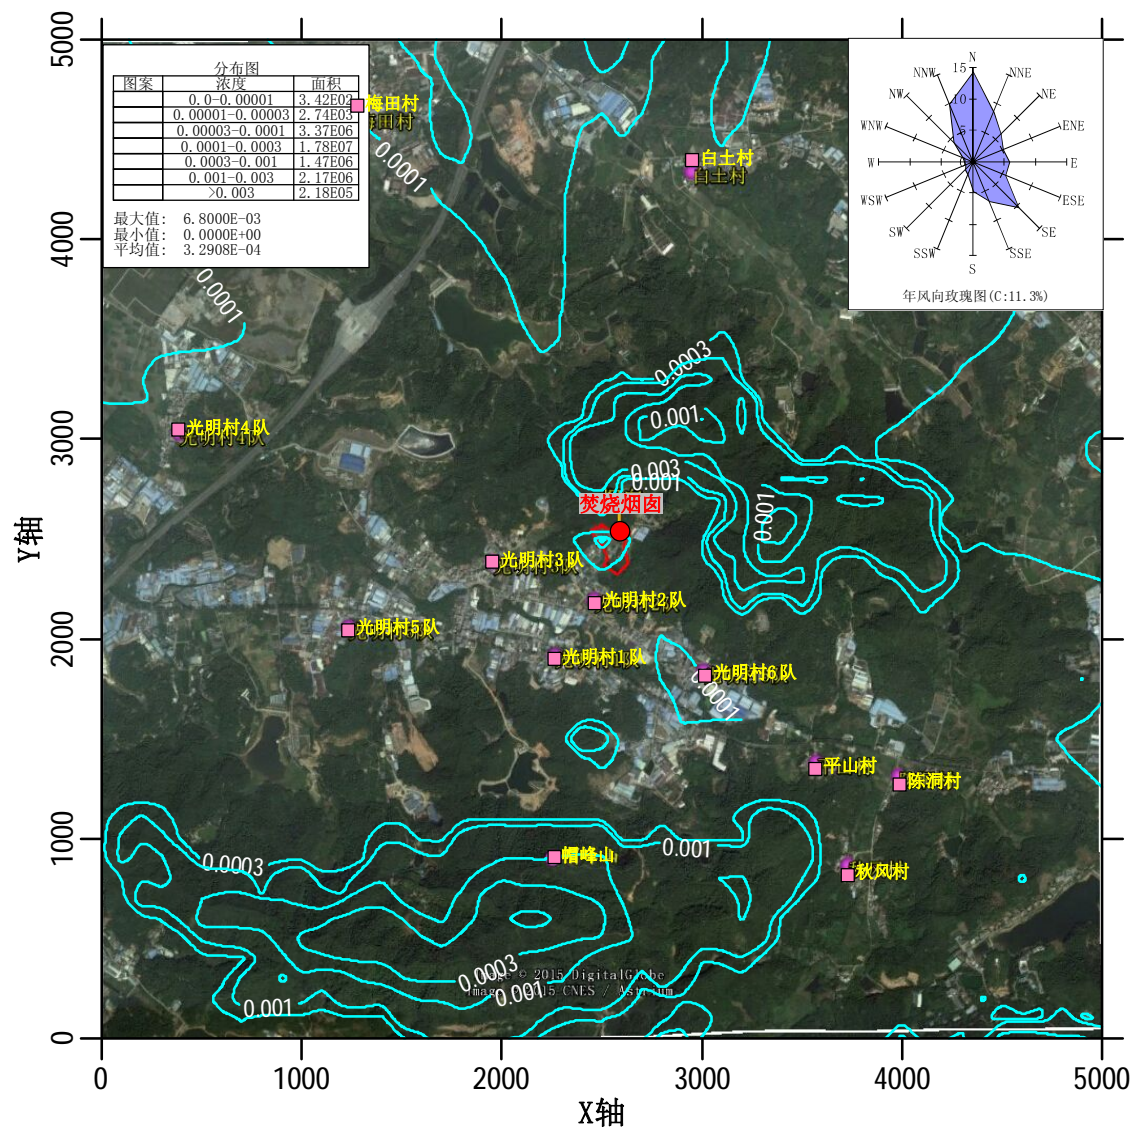 分布图
图案 浓度 面积
0.0-0.00001 3.42E02
0.00001-0.00003 2.74E03
0.00003-0.0001 3.37E06
0.0001-0.0003 1.78E07
0.0003-0.001 1.47E06
0.001-0.003 2.17E06
>0.003 2.18E05
最大值: 6.8000E-03
最小值: 0.0000E+00
平均值: 3.2908E-04
N
NNE
NE
ENE
E
ESE
SE
SSE
S
SSW
SW
WSW
W
WNW
NW
NNW
15
10
5
年风向玫瑰图(C:11.3%)
梅田村
白土村
0.0001
0.0001
0.0003
0.001
光明村4队
0.003
0.001
焚烧烟囱
0.001
光明村3队
光明村2队
光明村5队
光明村1队
光明村6队
0.0001
平山村
陈洞村
0.0003
帽峰山
0.001
秋风村
0.0003
0.001
0.001
Image © 2015 DigitalGlobe
Image © 2015 CNES / Astrium
5000
4000
3000
2000
1000
0
Y轴
0 1000 2000 3000 4000 5000
X轴